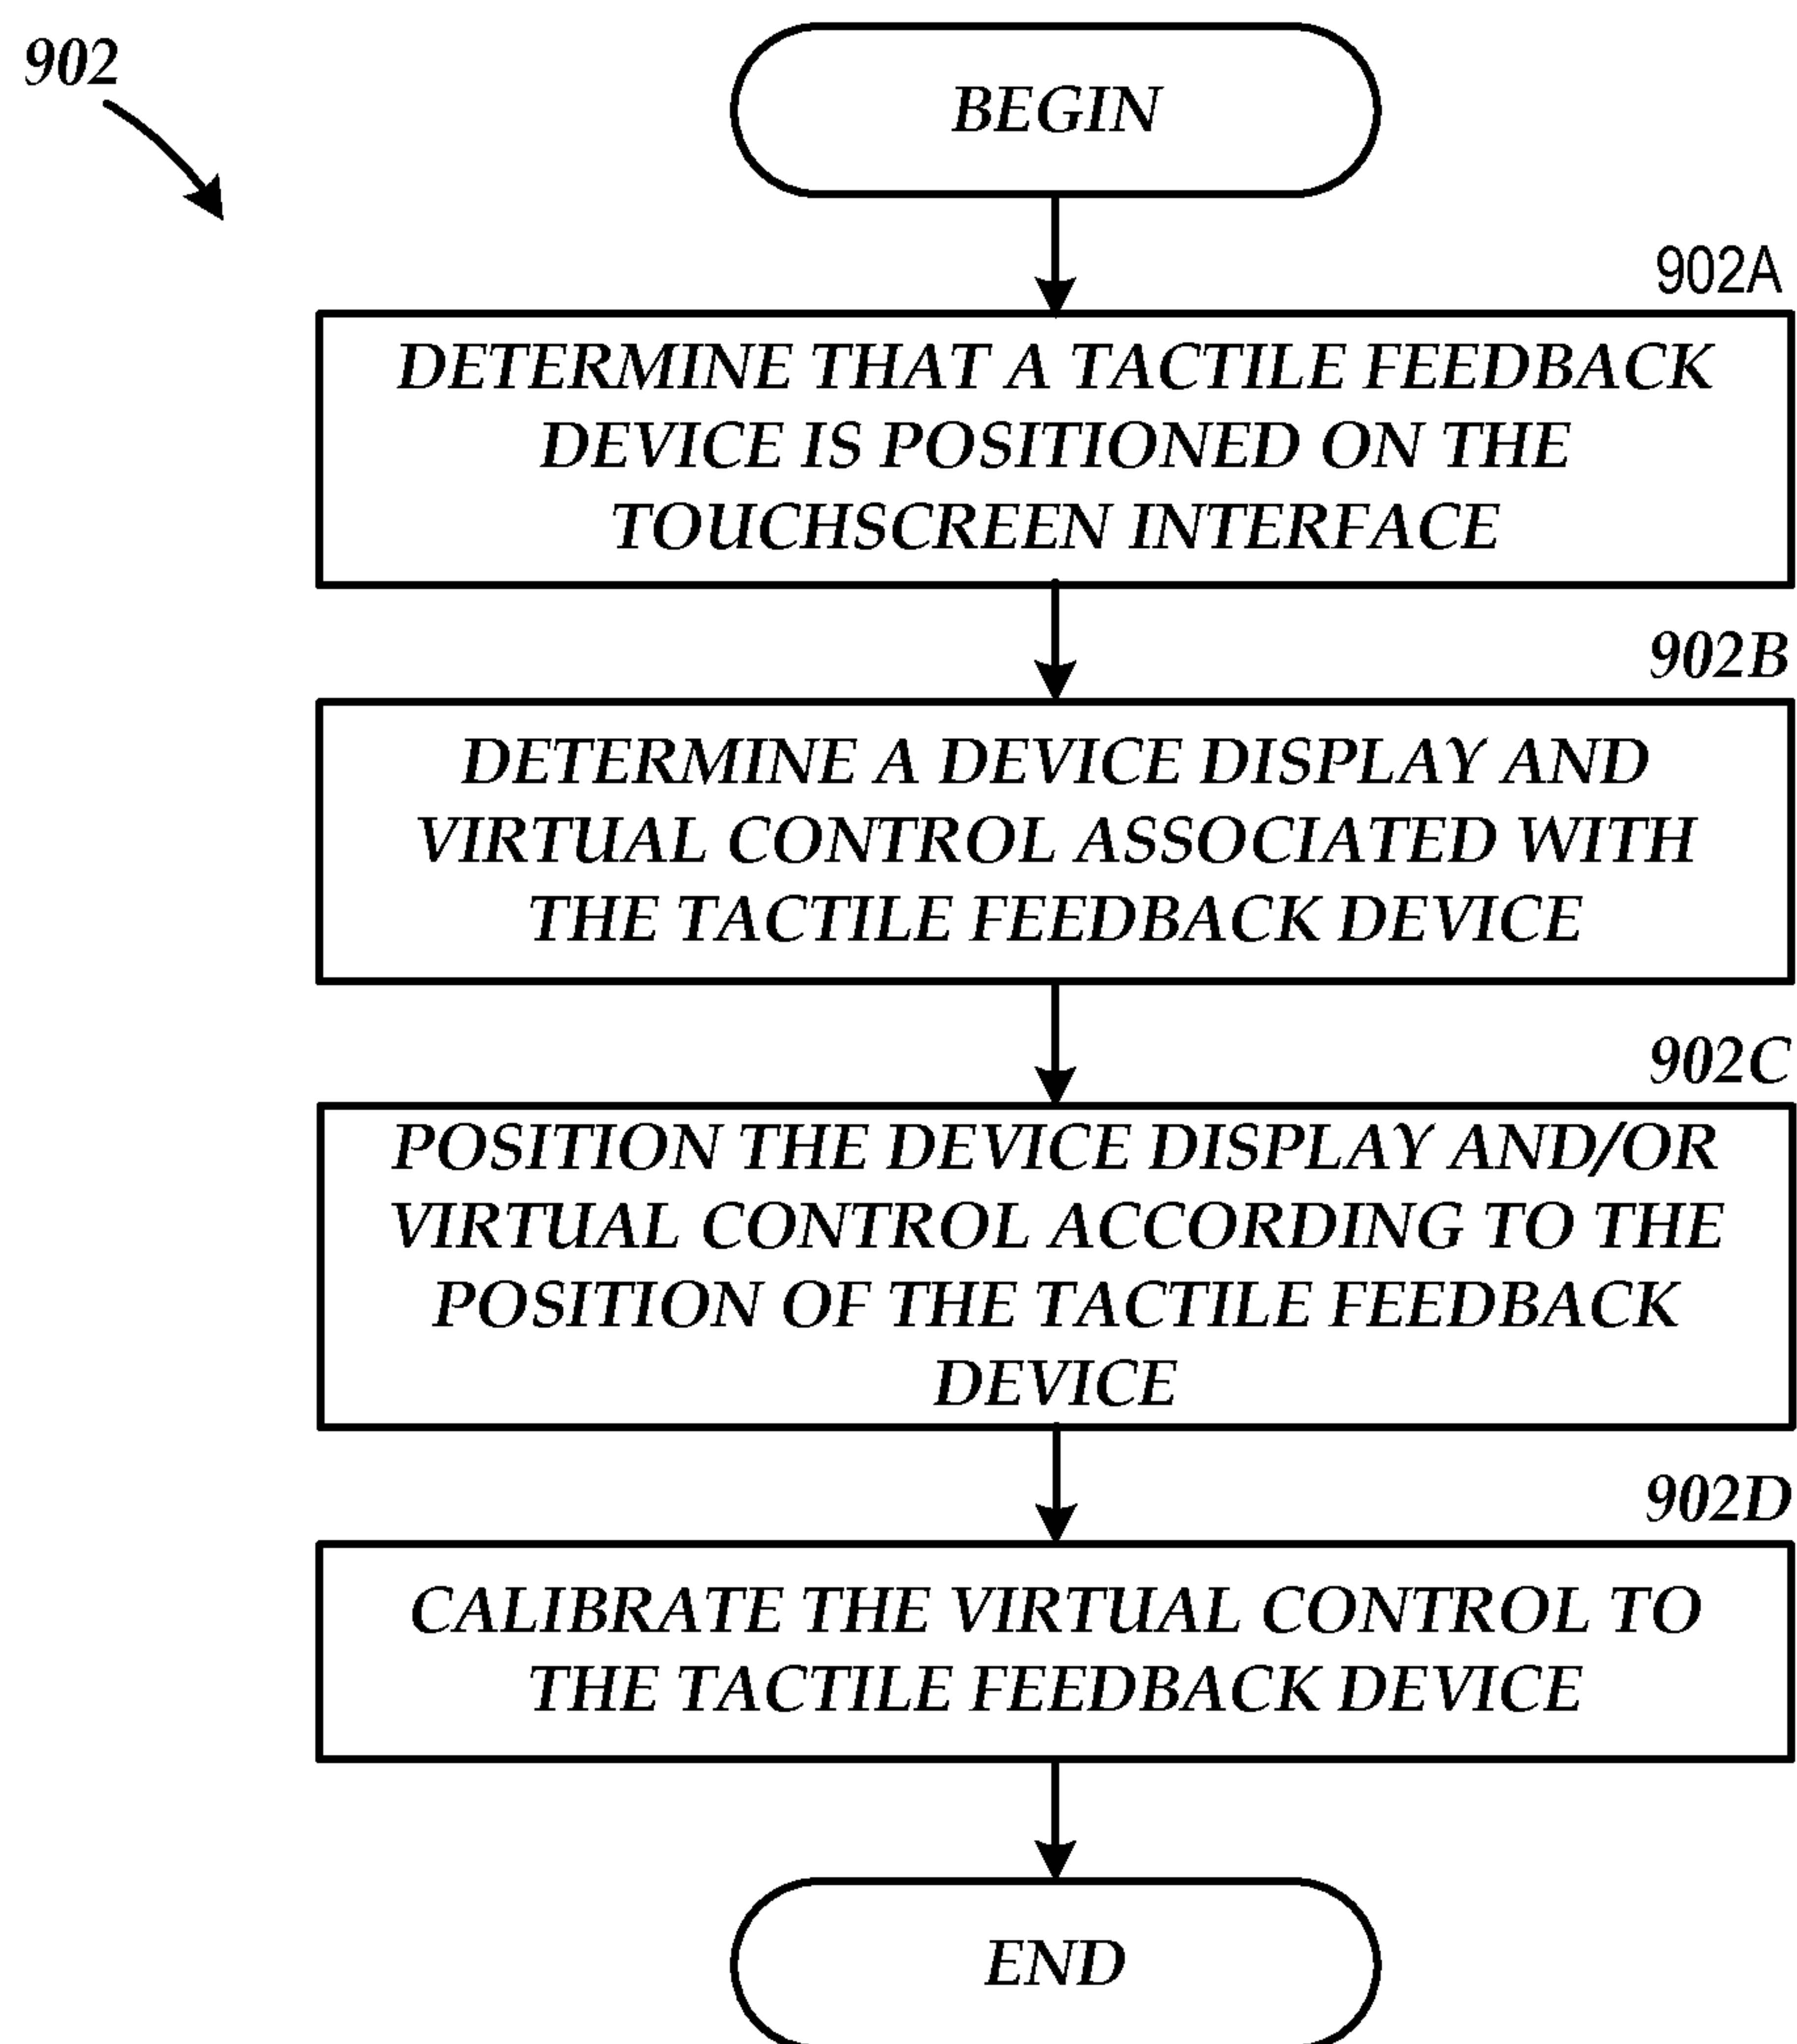 902
BEGIN
902A
DETERMINE THAT A TACTILE FEEDBACK
DEVICE IS POSITIONED ON THE
TOUCHSCREEN INTERFACE
902B
DETERMINE A DEVICE DISPLAY AND
VIRTUAL CONTROL ASSOCIATED WITH
THE TACTILE FEEDBACK DEVICE
902C
POSITION THE DEVICE DISPLAY AND/OR
VIRTUAL CONTROL ACCORDING TO THE
POSITION OF THE TACTILE FEEDBACK
DEVICE
902D
CALIBRATE THE VIRTUAL CONTROL TO
THE TACTILE FEEDBACK DEVICE
END